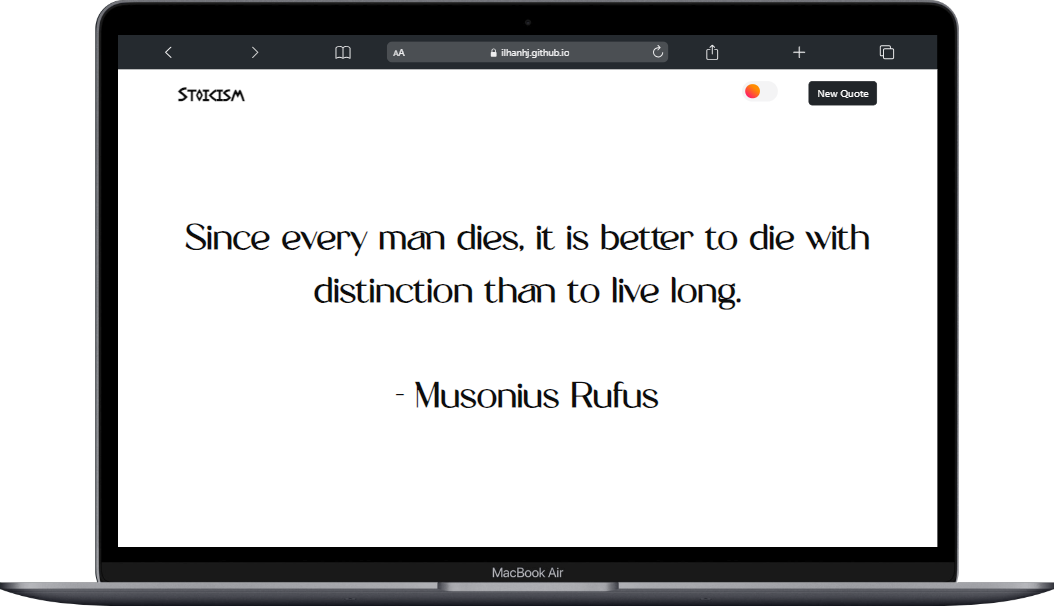 AA
ilhanhj.github.io
STOICISM
New Quote
Since every man dies, it is better to die with
distinction than to live long.
- Musonius Rufus
MacBook Air